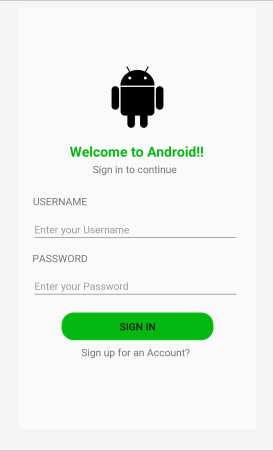 Welcome to Android!!
Sign in to continue
USERNAME
Enter your Username
PASSWORD
Enter your Password
SIGN IN
Sign up for an Account?